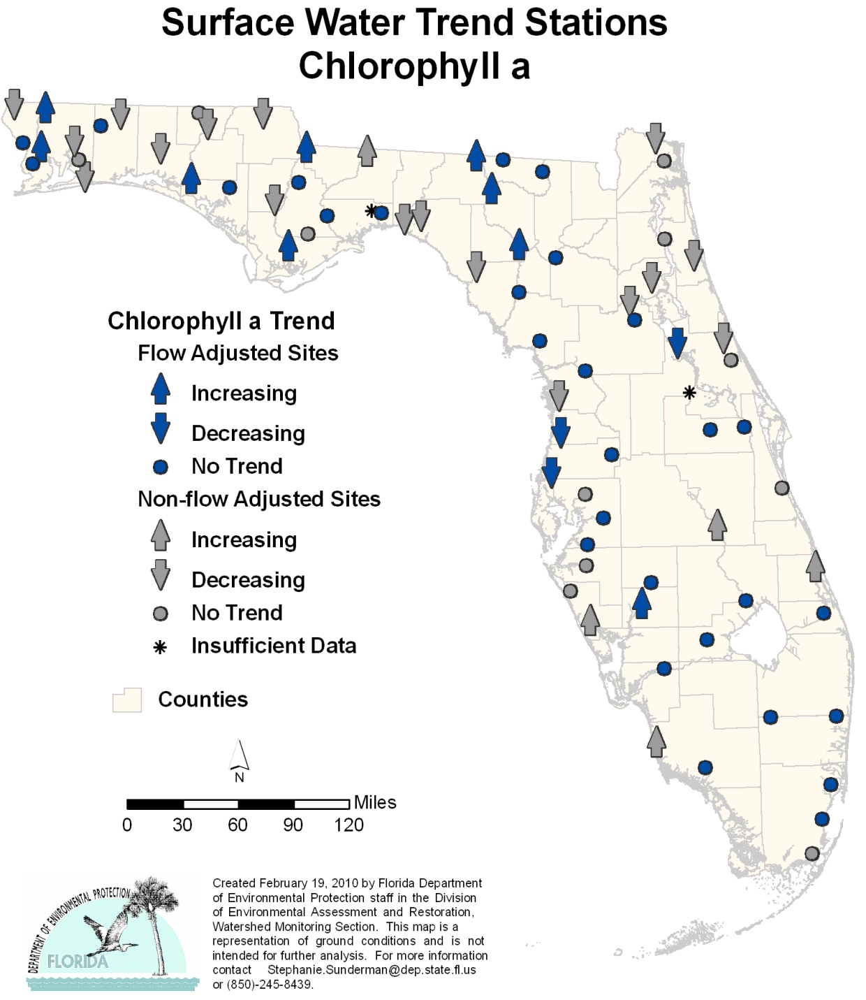 Surface Water Trend Stations
Chlorophyll a
Chlorophyll a Trend
Flow Adjusted Sites
Increasing
Decreasing
No Trend
Non-flow Adjusted Sites
Increasing
Decreasing
No Trend
Insufficient Data
Counties
N
Miles
0 30 60 90 120
DEPARTMENT OF ENVIRONMENTAL PROTECTION
FLORIDA
Created February 19, 2010 by Florida Department
of Environmental Protection staff in the Division
of Environmental Assessment and Restoration,
Watershed Monitoring Section. This map is a
representation of ground conditions and is not
intended for further analysis. For more information
contact Stephanie.Sunderman@dep.state.fl.us
or (850)-245-8439.